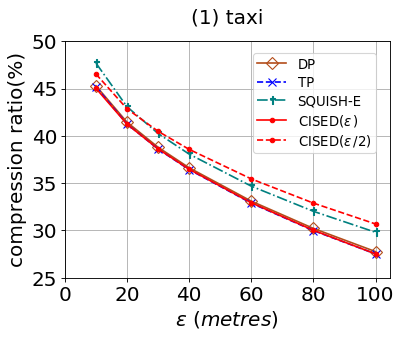 (1) taxi
compression ratio(%)
50
45
40
35
30
25
0 20 40 60 80 100
ε (metres)
DP
TP
SQUISH-E
CISED(ε)
CISED(ε/2)